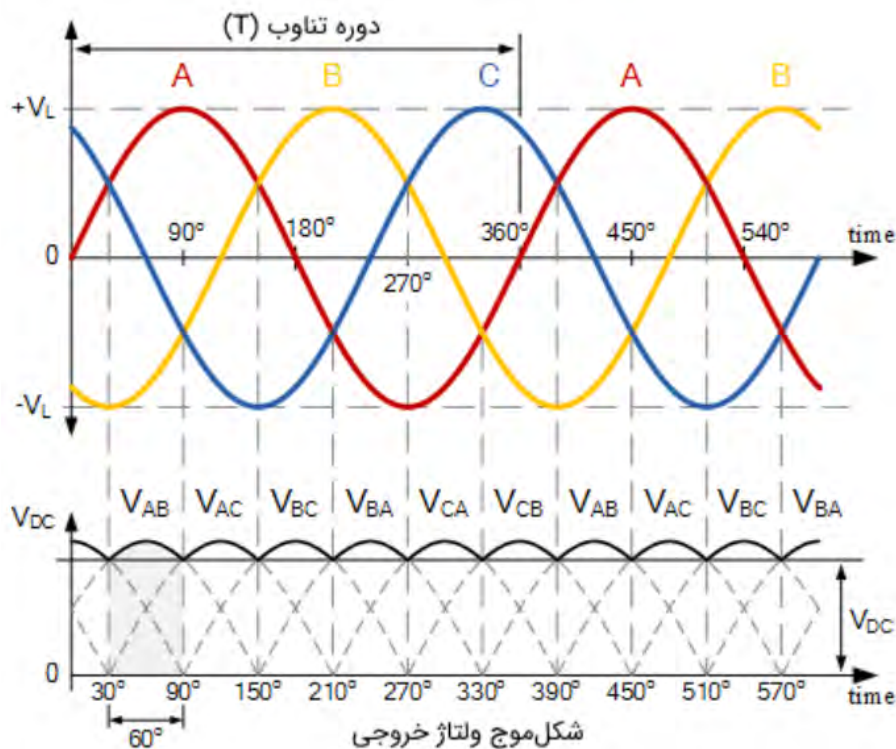 دوره تناوب (T)
A B C A B
+VL
90° 180° 360° 450° 540° time
0
270°
-VL
VAB VAC VBC VBA VCA VCB VAB VAC VBC VBA
VDC
VDC
0
30° 90° 150° 210° 270° 330° 390° 450° 510° 570° time
60°
شکل‌موج ولتاژ خروجی